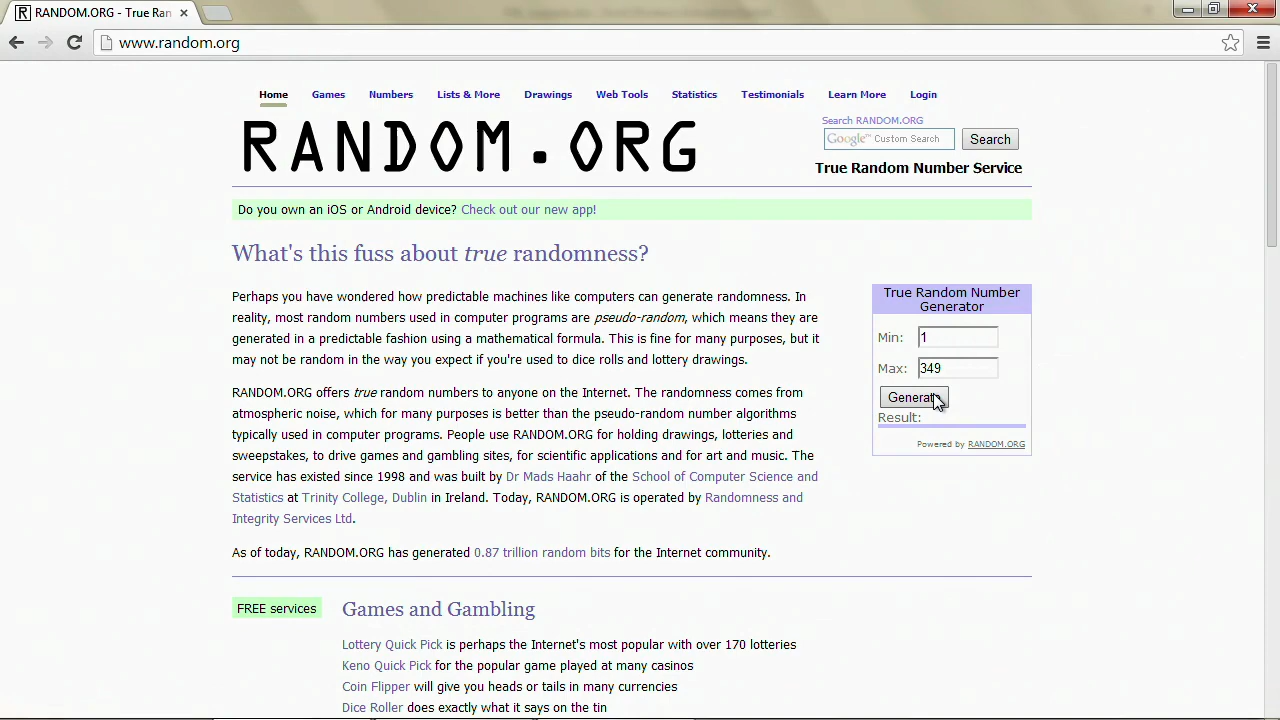 RANDOM.ORG - True Ran
www.random.org
Home Games Numbers Lists & More Drawings Web Tools Statistics Testimonials Learn More Login
RANDOM.ORG
Search RANDOM.ORG
Google™ Custom Search Search
True Random Number Service
Do you own an iOS or Android device? Check out our new app!
What's this fuss about true randomness?
Perhaps you have wondered how predictable machines like computers can generate randomness. In
reality, most random numbers used in computer programs are pseudo-random, which means they are
generated in a predictable fashion using a mathematical formula. This is fine for many purposes, but it
may not be random in the way you expect if you're used to dice rolls and lottery drawings.
RANDOM.ORG offers true random numbers to anyone on the Internet. The randomness comes from
atmospheric noise, which for many purposes is better than the pseudo-random number algorithms
typically used in computer programs. People use RANDOM.ORG for holding drawings, lotteries and
sweepstakes, to drive games and gambling sites, for scientific applications and for art and music. The
service has existed since 1998 and was built by Dr Mads Haahr of the School of Computer Science and
Statistics at Trinity College, Dublin in Ireland. Today, RANDOM.ORG is operated by Randomness and
Integrity Services Ltd.
As of today, RANDOM.ORG has generated 0.87 trillion random bits for the Internet community.
True Random Number
Generator
Min: 1
Max: 349
Generate
Result:
Powered by RANDOM.ORG
FREE services
Games and Gambling
Lottery Quick Pick is perhaps the Internet's most popular with over 170 lotteries
Keno Quick Pick for the popular game played at many casinos
Coin Flipper will give you heads or tails in many currencies
Dice Roller does exactly what it says on the tin